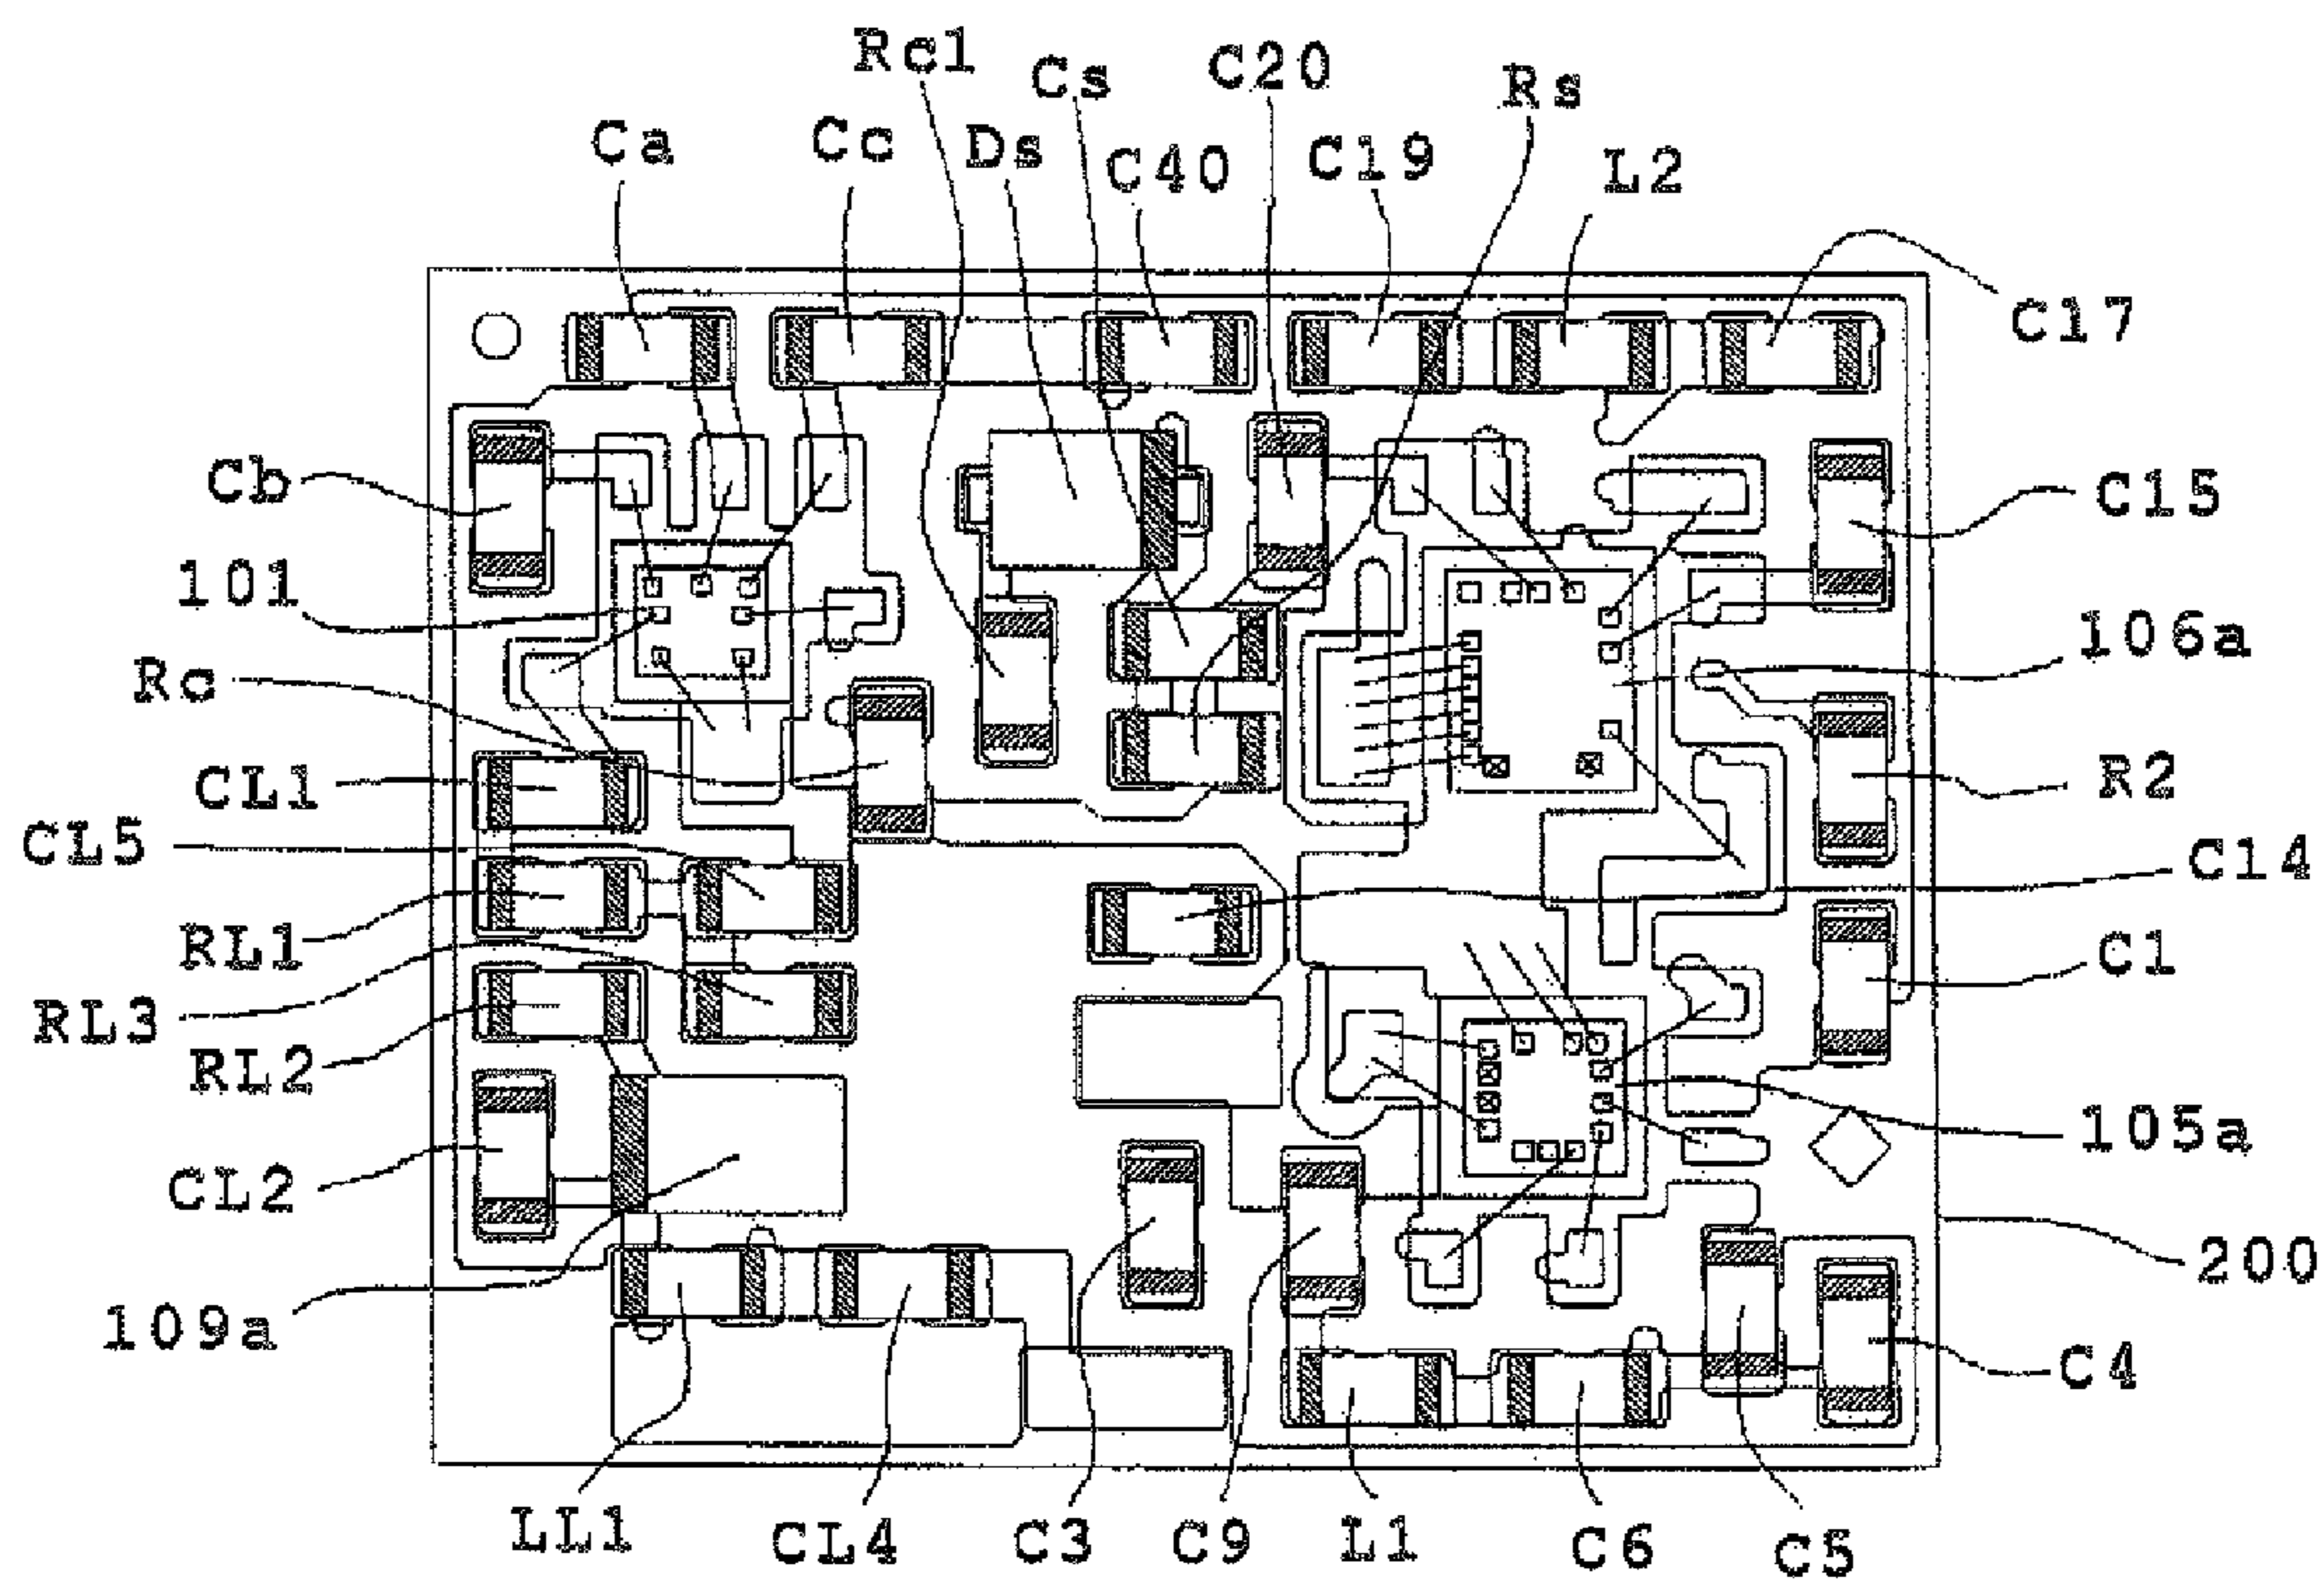 Rc1
Cs
C20
Rs
Ca
Cc
Ds
C40
C19
L2
C17
Cb
C15
101
106a
Rc
CL1
R2
CL5
C14
RL1
C1
RL3
RL2
105a
CL2
200
109a
C4
LL1
CL4
C3
C9
L1
C6
C5